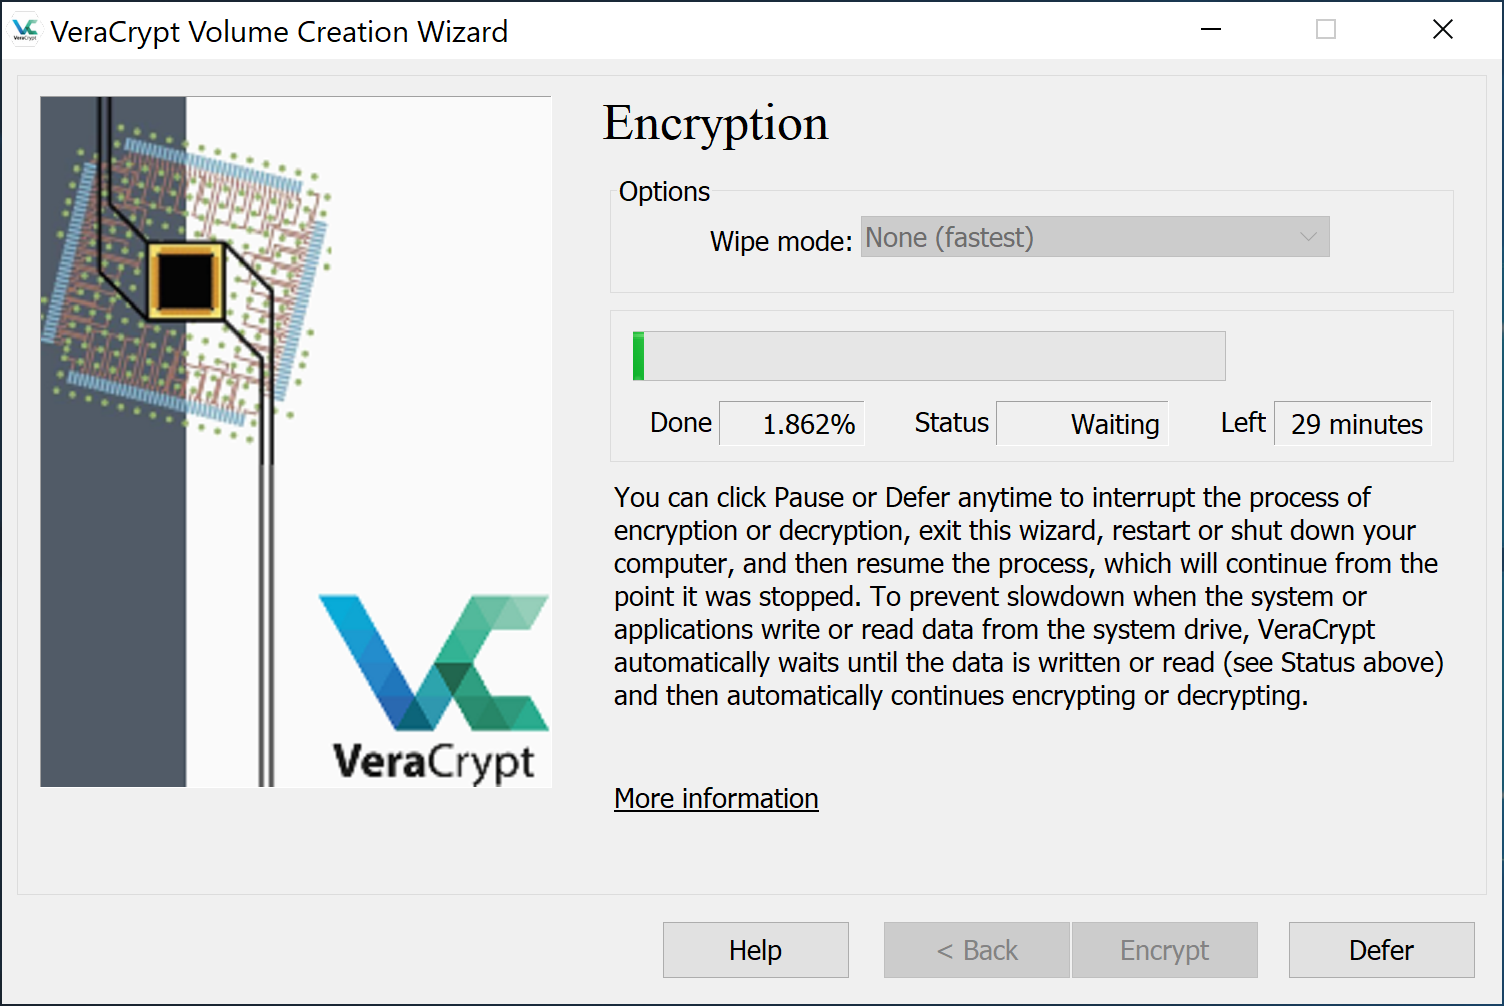 VeraCrypt Volume Creation Wizard
Encryption
Options
Wipe mode: None (fastest)
Done 1.862% Status Waiting Left 29 minutes
You can click Pause or Defer anytime to interrupt the process of
encryption or decryption, exit this wizard, restart or shut down your
computer, and then resume the process, which will continue from the
point it was stopped. To prevent slowdown when the system or
applications write or read data from the system drive, VeraCrypt
automatically waits until the data is written or read (see Status above)
and then automatically continues encrypting or decrypting.
VeraCrypt
More information
Help < Back Encrypt Defer